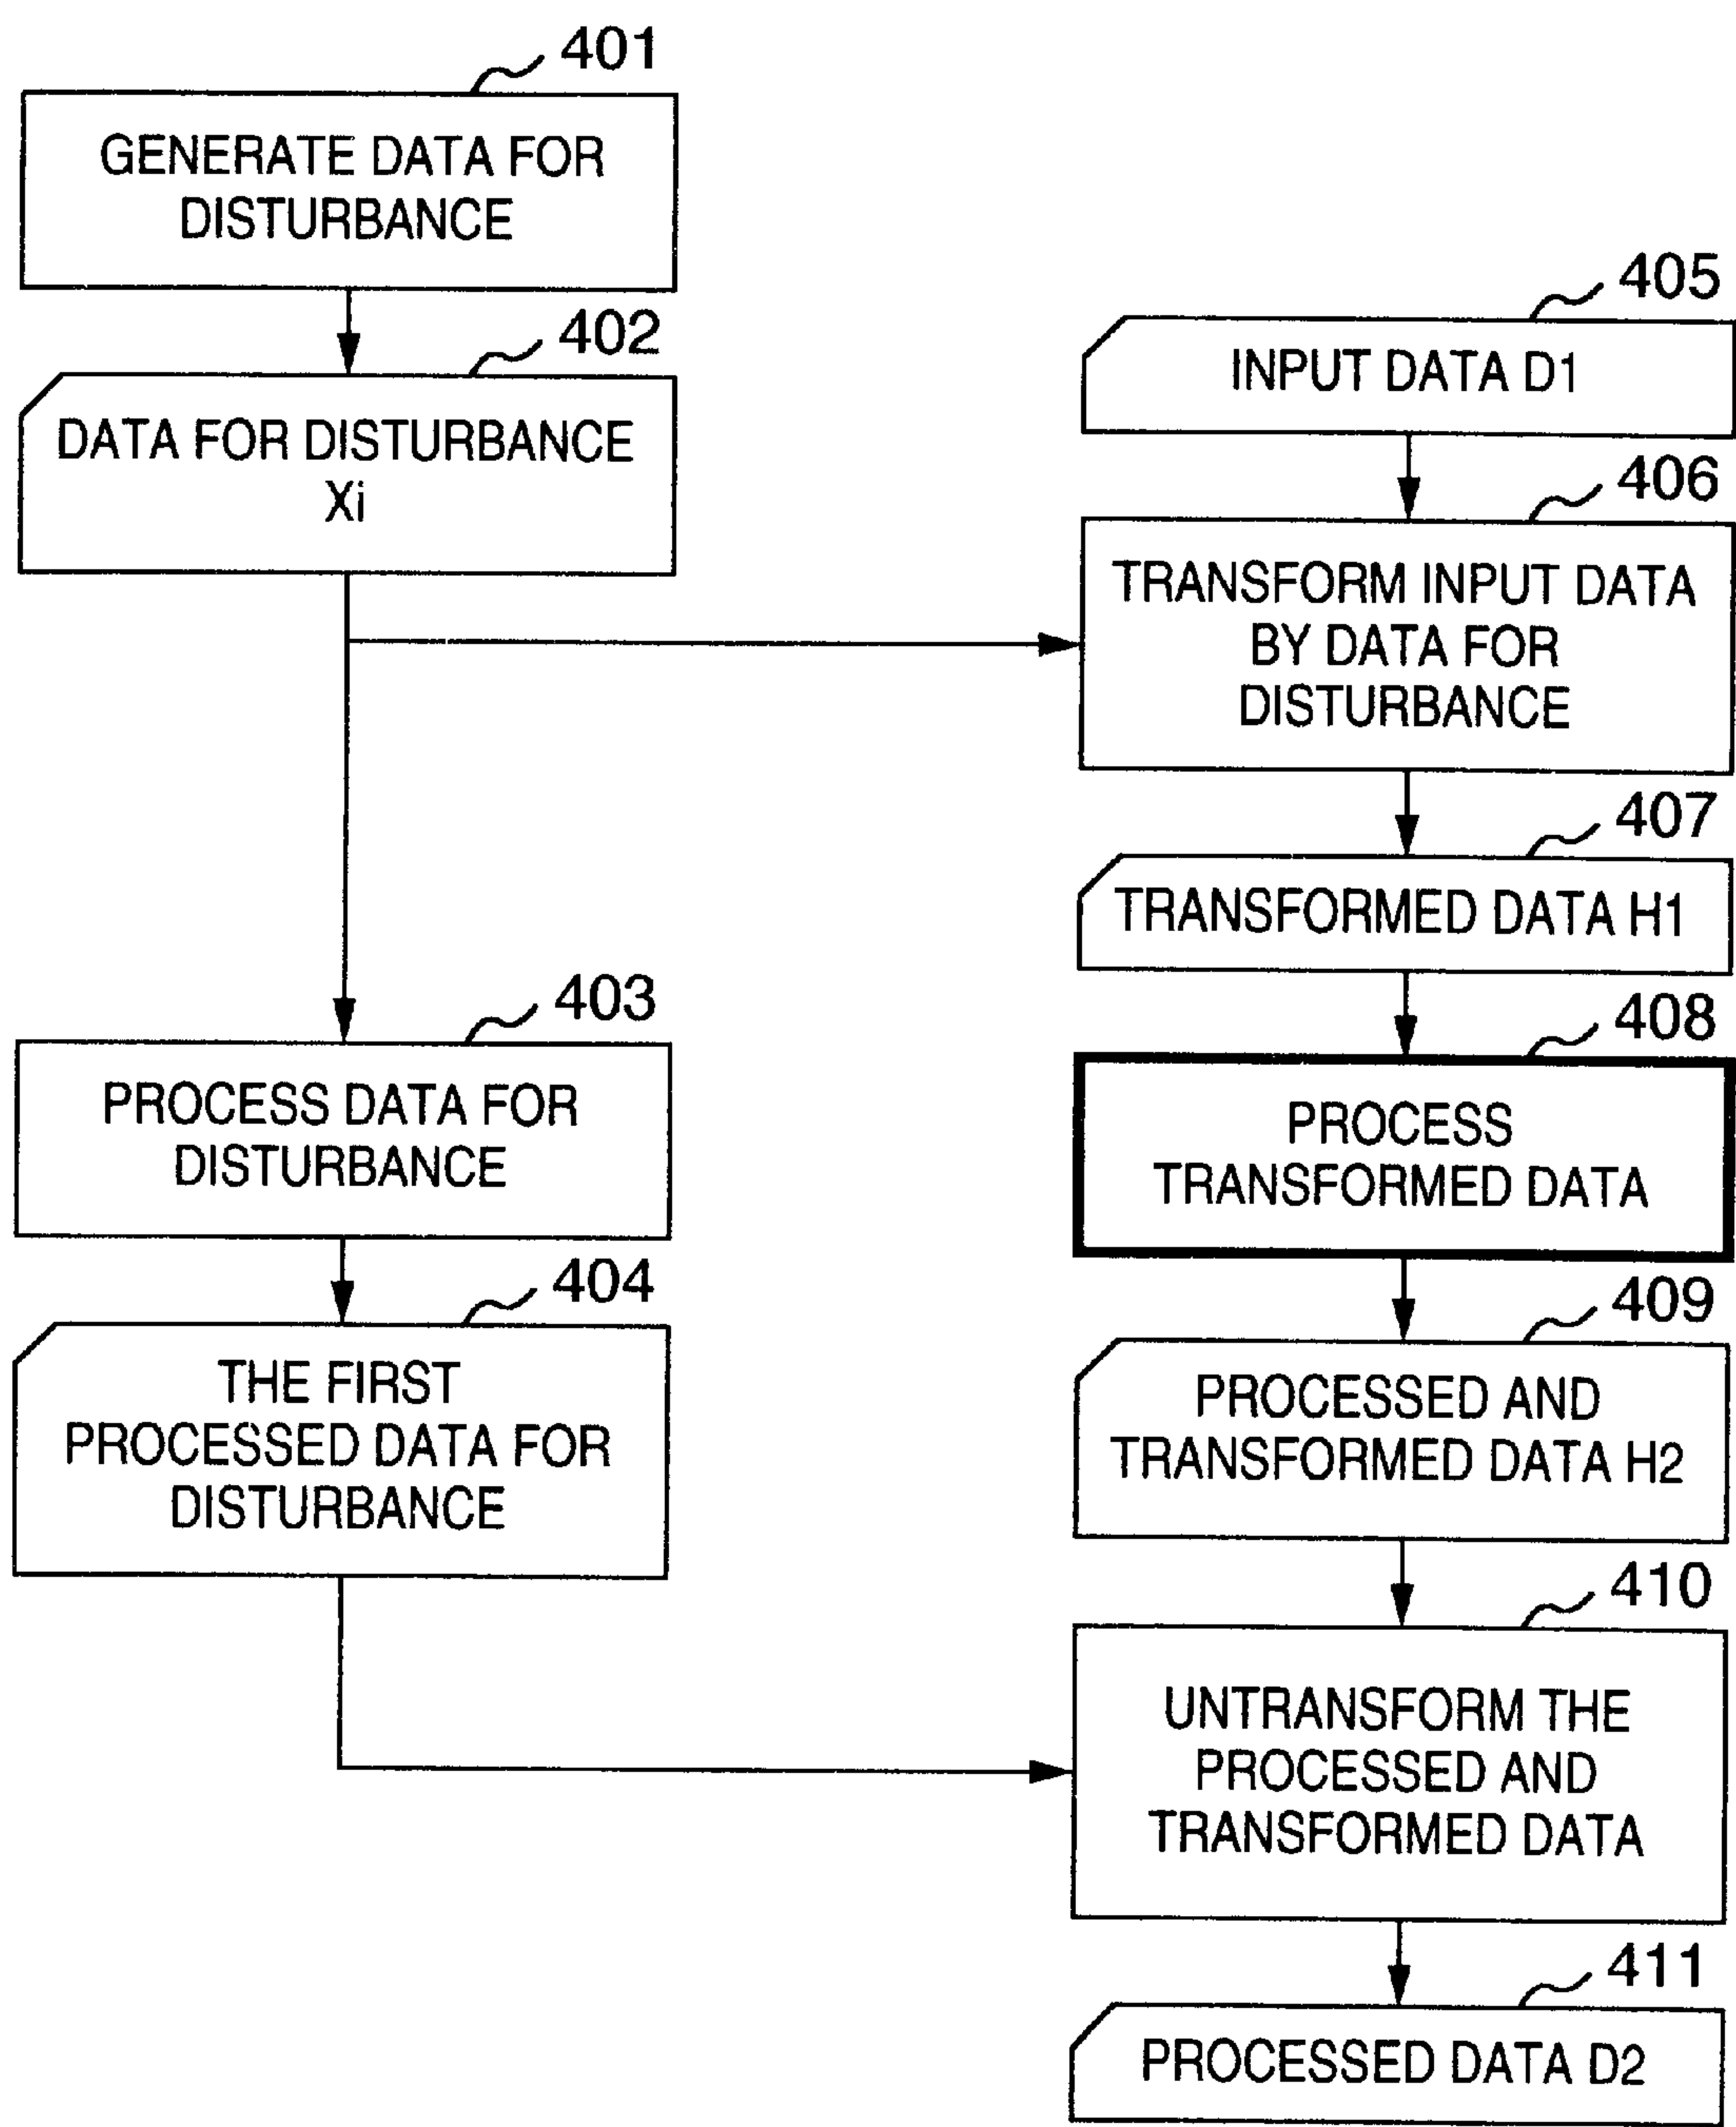 401
GENERATE DATA FOR
DISTURBANCE
402
DATA FOR DISTURBANCE
Xi
403
PROCESS DATA FOR
DISTURBANCE
404
THE FIRST
PROCESSED DATA FOR
DISTURBANCE
405
INPUT DATA D1
406
TRANSFORM INPUT DATA
BY DATA FOR
DISTURBANCE
407
TRANSFORMED DATA H1
408
PROCESS
TRANSFORMED DATA
409
PROCESSED AND
TRANSFORMED DATA H2
410
UNTRANSFORM THE
PROCESSED AND
TRANSFORMED DATA
411
PROCESSED DATA D2